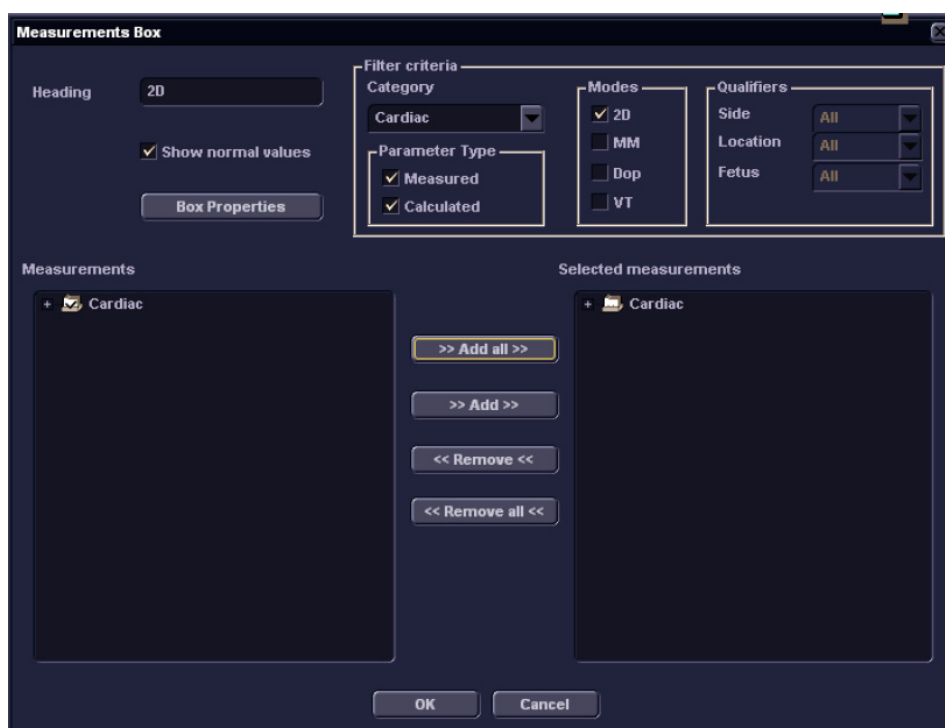 Measurements Box
Heading
2D
Show normal values
Box Properties
Filter criteria
Category
Cardiac
Parameter Type
Measured
Calculated
Modes
2D
MM
Dop
VT
Qualifiers
Side All
Location All
Fetus All
Measurements
+ Cardiac
>> Add all >>
>> Add >>
<< Remove <<
<< Remove all <<
Selected measurements
+ Cardiac
OK
Cancel